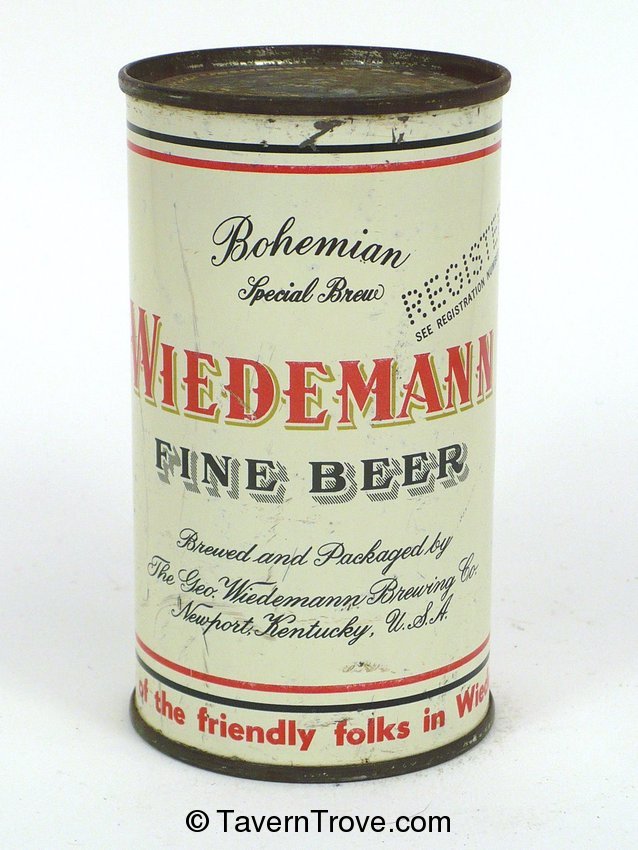 Bohemian
Special Brew
SEE REGISTRATION
WIEDEMANN
FINE BEER
Brewed and Packaged by
The Geo. Wiedemann Brewing Co.
Newport, Kentucky, U.S.A.
of the friendly folks in
© TavernTrove.com